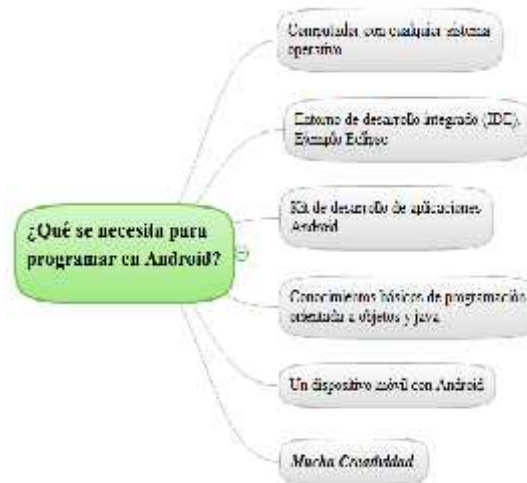 Computador con cualquier sistema
operativo
Entorno de desarrollo integrado (IDE).
Ejemplo Eclipse
Kit de desarrollo de aplicaciones
Android
¿Qué se necesita para
programar en Android?
Conocimientos básicos de programación
orientada a objetos y java
Un dispositivo móvil con Android
Mucha Creatividad